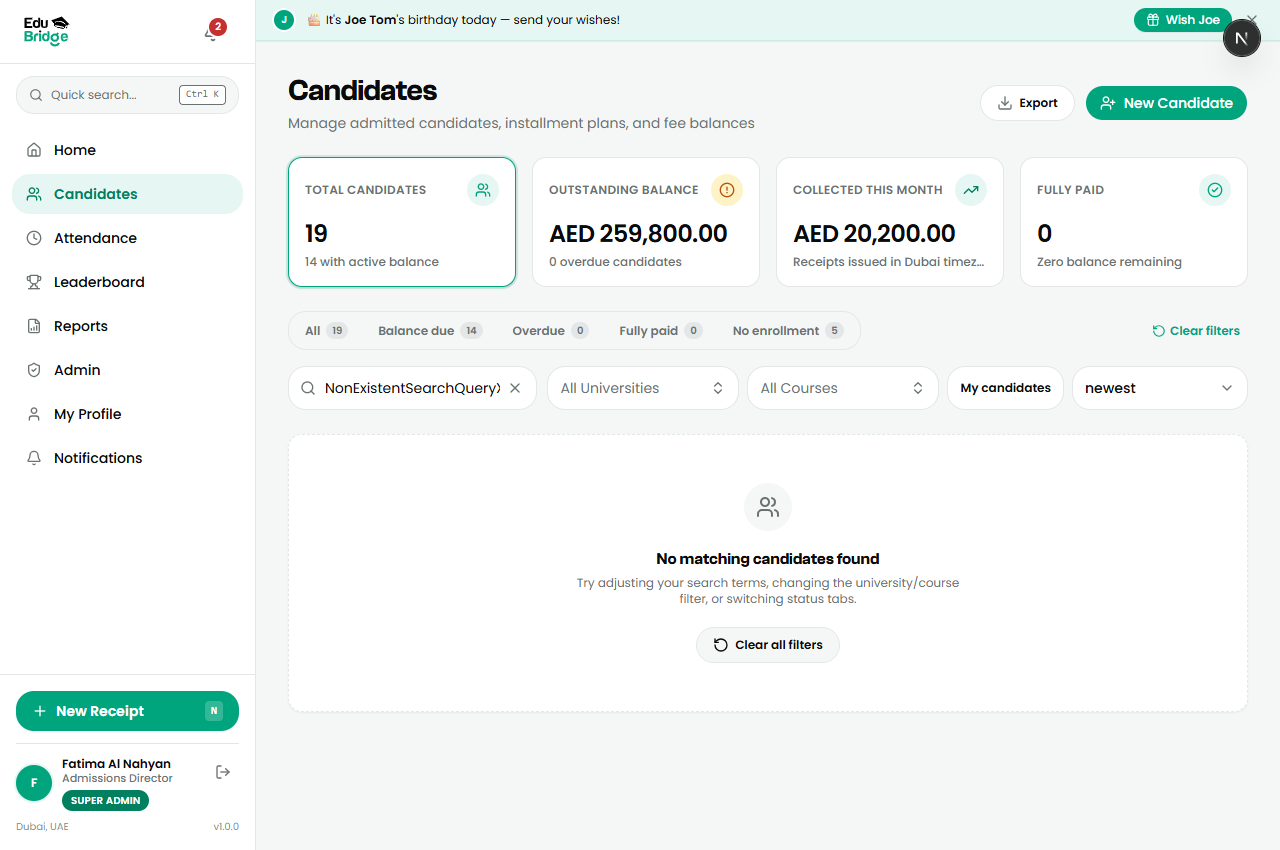 Edu
Bridge
2
J
It's Joe Tom's birthday today — send your wishes!
Wish Joe
N
Quick search...
Ctrl K
Home
Candidates
Attendance
Leaderboard
Reports
Admin
My Profile
Notifications
New Receipt
N
F
Fatima Al Nahyan
Admissions Director
SUPER ADMIN
Dubai, UAE
v1.0.0
Candidates
Manage admitted candidates, installment plans, and fee balances
Export
New Candidate
TOTAL CANDIDATES
19
14 with active balance
OUTSTANDING BALANCE
AED 259,800.00
0 overdue candidates
COLLECTED THIS MONTH
AED 20,200.00
Receipts issued in Dubai timez...
FULLY PAID
0
Zero balance remaining
All 19
Balance due 14
Overdue 0
Fully paid 0
No enrollment 5
Clear filters
NonExistentSearchQuery
All Universities
All Courses
My candidates
newest
No matching candidates found
Try adjusting your search terms, changing the university/course
filter, or switching status tabs.
Clear all filters